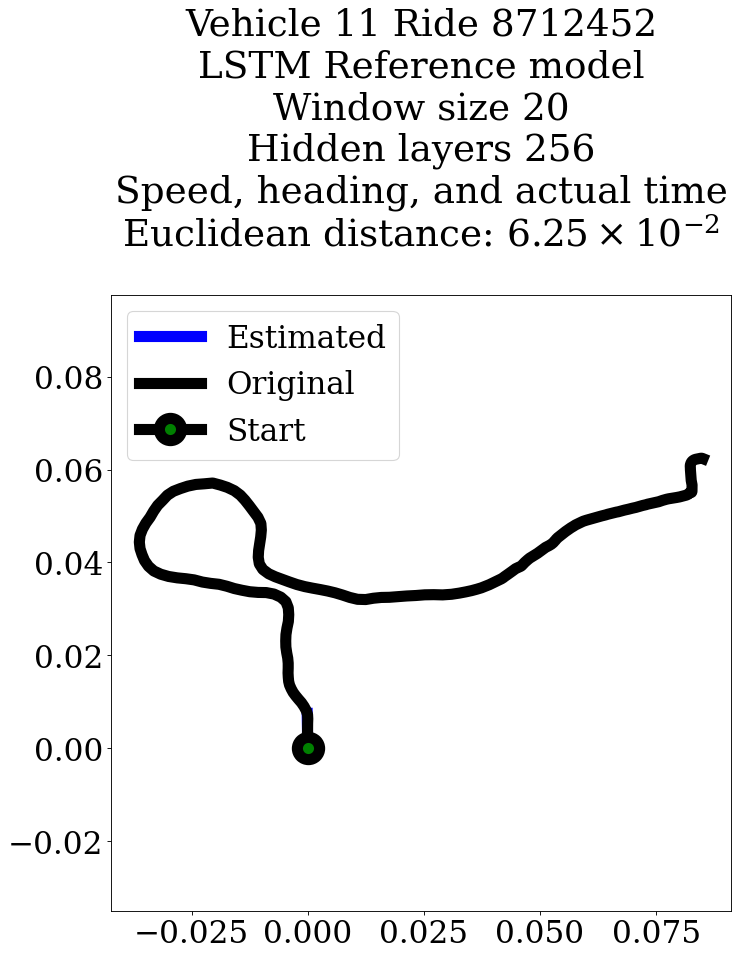 Vehicle 11 Ride 8712452
LSTM Reference model
Window size 20
Hidden layers 256
Speed, heading, and actual time
Euclidean distance: 6.25 × 10⁻²
Estimated
Original
Start
0.08
0.06
0.04
0.02
0.00
−0.02
−0.025 0.000 0.025 0.050 0.075